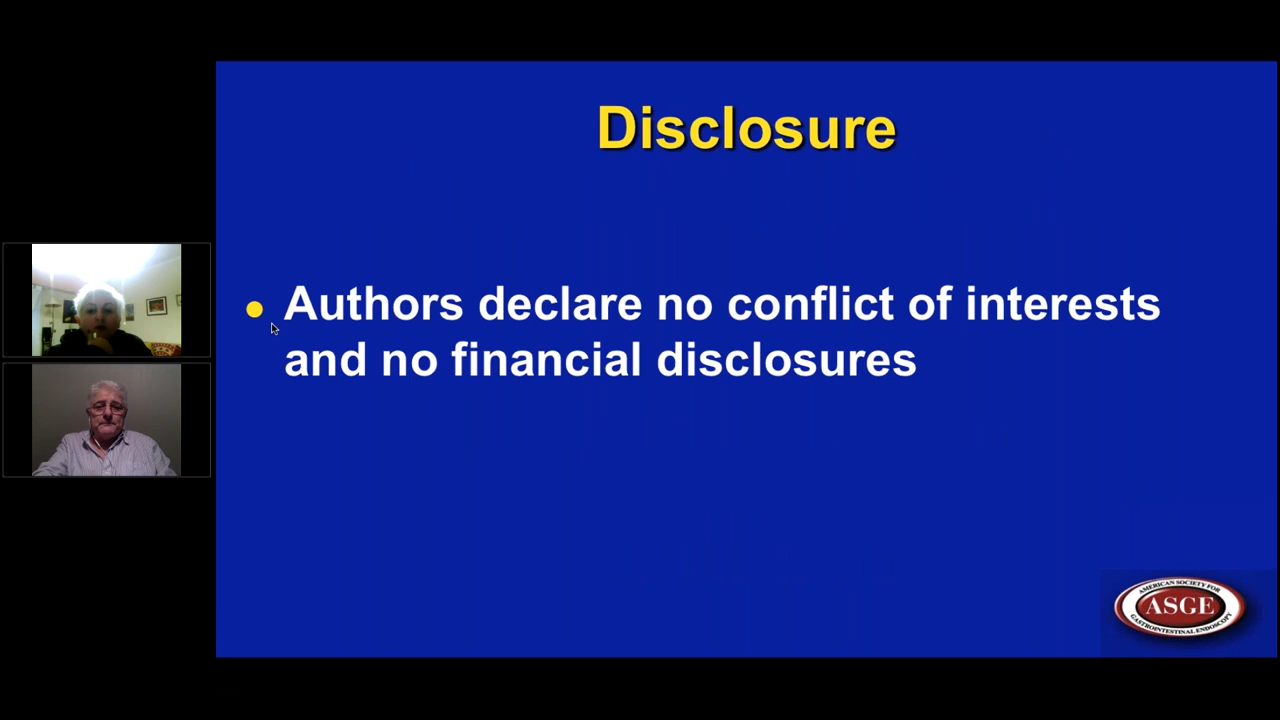 Disclosure
Authors declare no conflict of interests
and no financial disclosures
AMERICAN SOCIETY FOR
ASGE
GASTROINTESTINAL ENDOSCOPY